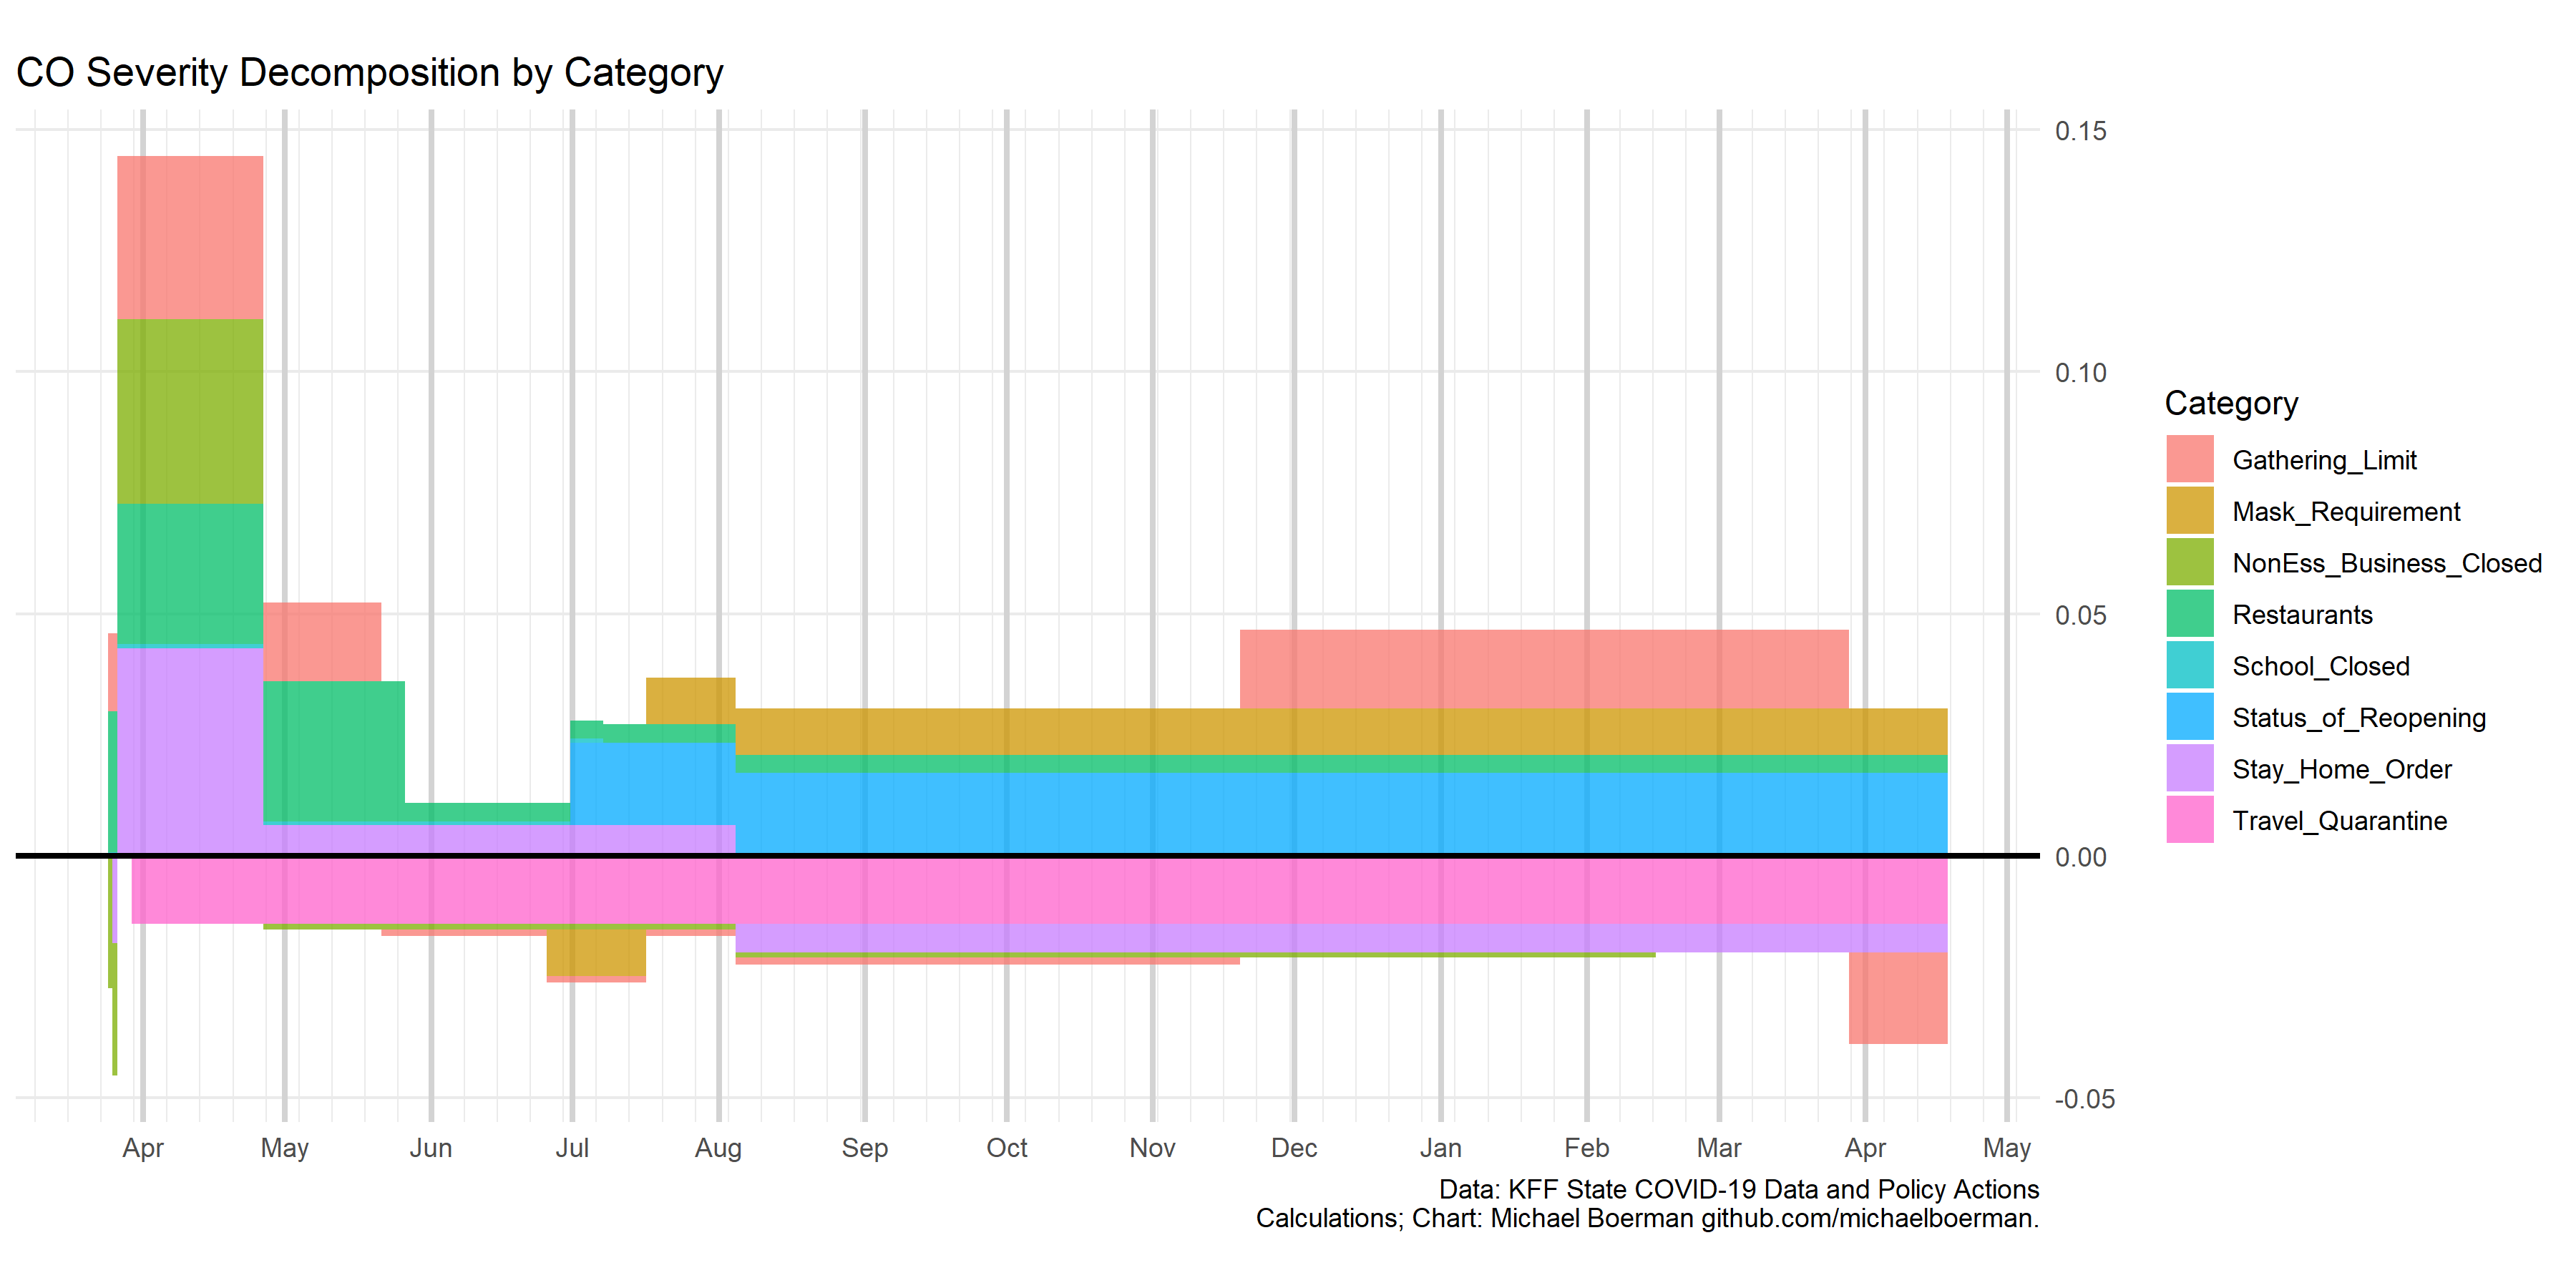 CO Severity Decomposition by Category
0.15
0.10
0.05
0.00
-0.05
Apr May Jun Jul Aug Sep Oct Nov Dec Jan Feb Mar Apr May
Category
Gathering_Limit
Mask_Requirement
NonEss_Business_Closed
Restaurants
School_Closed
Status_of_Reopening
Stay_Home_Order
Travel_Quarantine
Data: KFF State COVID-19 Data and Policy Actions
Calculations; Chart: Michael Boerman github.com/michaelboerman.